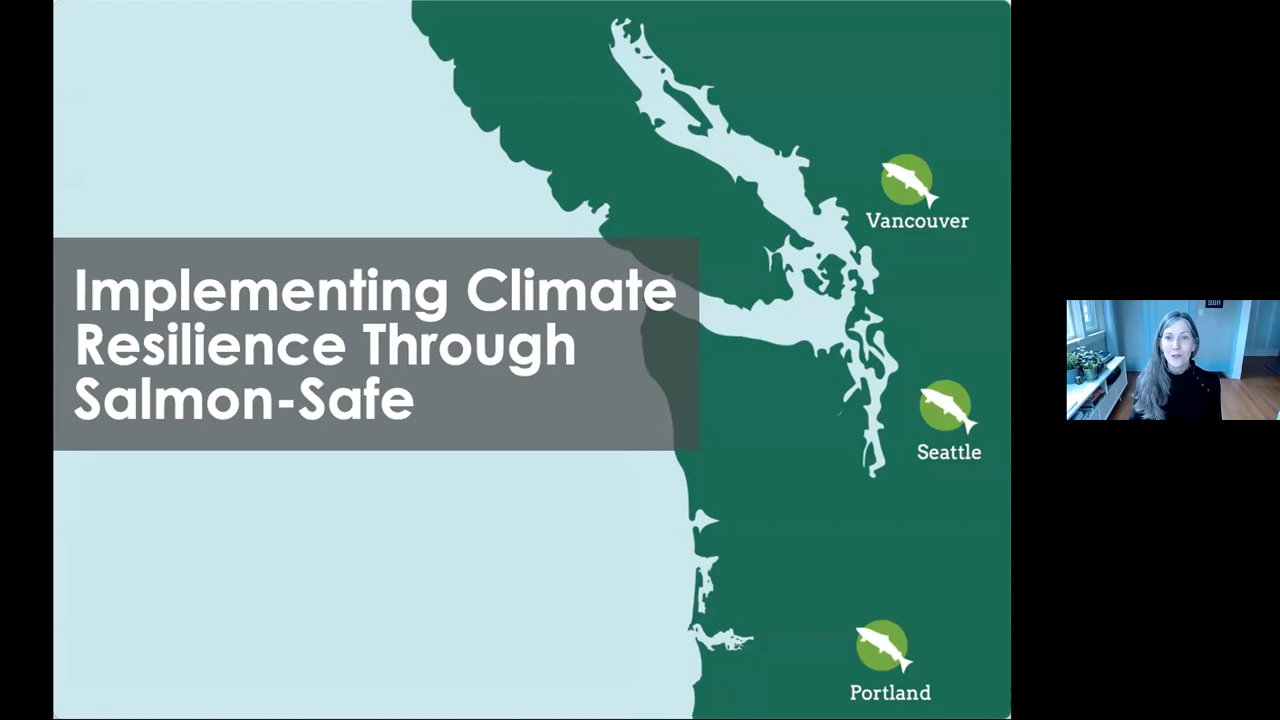 Implementing Climate
Resilience Through
Salmon-Safe
Vancouver
Seattle
Portland